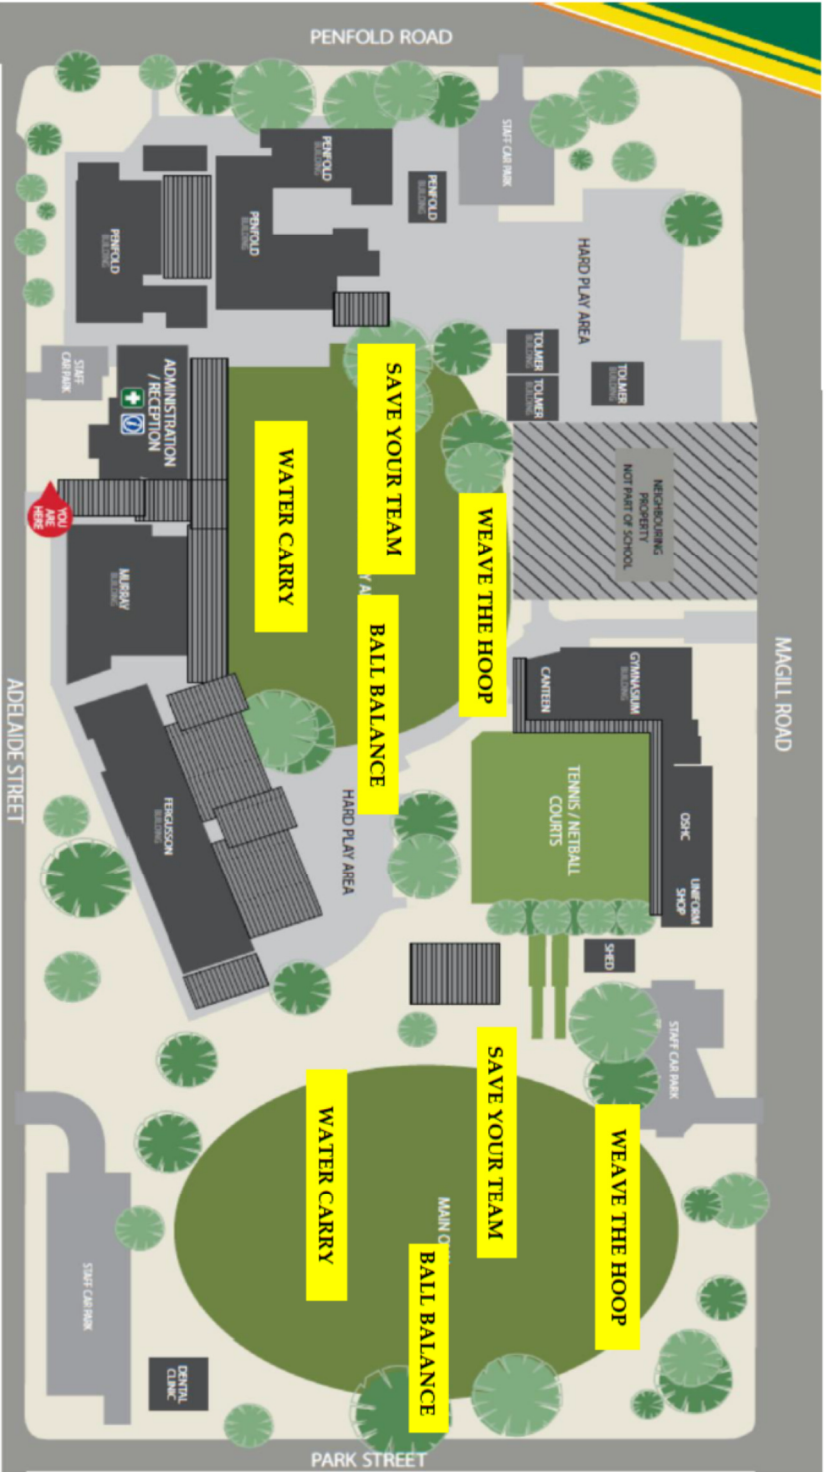 PENFOLD ROAD
STAFF CAR PARK
PENFOLD
BUILDING
PENFOLD
BUILDING
PENFOLD
BUILDING
PENFOLD
BUILDING
HARD PLAY AREA
TOLMER
BUILDING
TOLMER
BUILDING
TOLMER
BUILDING
STAFF
CAR PARK
ADMINISTRATION
/ RECEPTION
SAVE YOUR TEAM
WATER CARRY
WEAVE THE HOOP
NEIGHBOURING
PROPERTY
NOT PART OF SCHOOL
YOU
ARE
HERE
MURRAY
BUILDING
BALL BALANCE
GYMNASIUM
BUILDING
CANTEEN
MAGILL ROAD
ADELAIDE STREET
TENNIS / NETBALL
COURTS
HARD PLAY AREA
FERGUSSON
BUILDING
OSHC
UNIFORM
SHOP
SHED
STAFF CAR PARK
SAVE YOUR TEAM
WATER CARRY
WEAVE THE HOOP
MAIN
BALL BALANCE
STAFF CAR PARK
DENTAL
CLINIC
PARK STREET